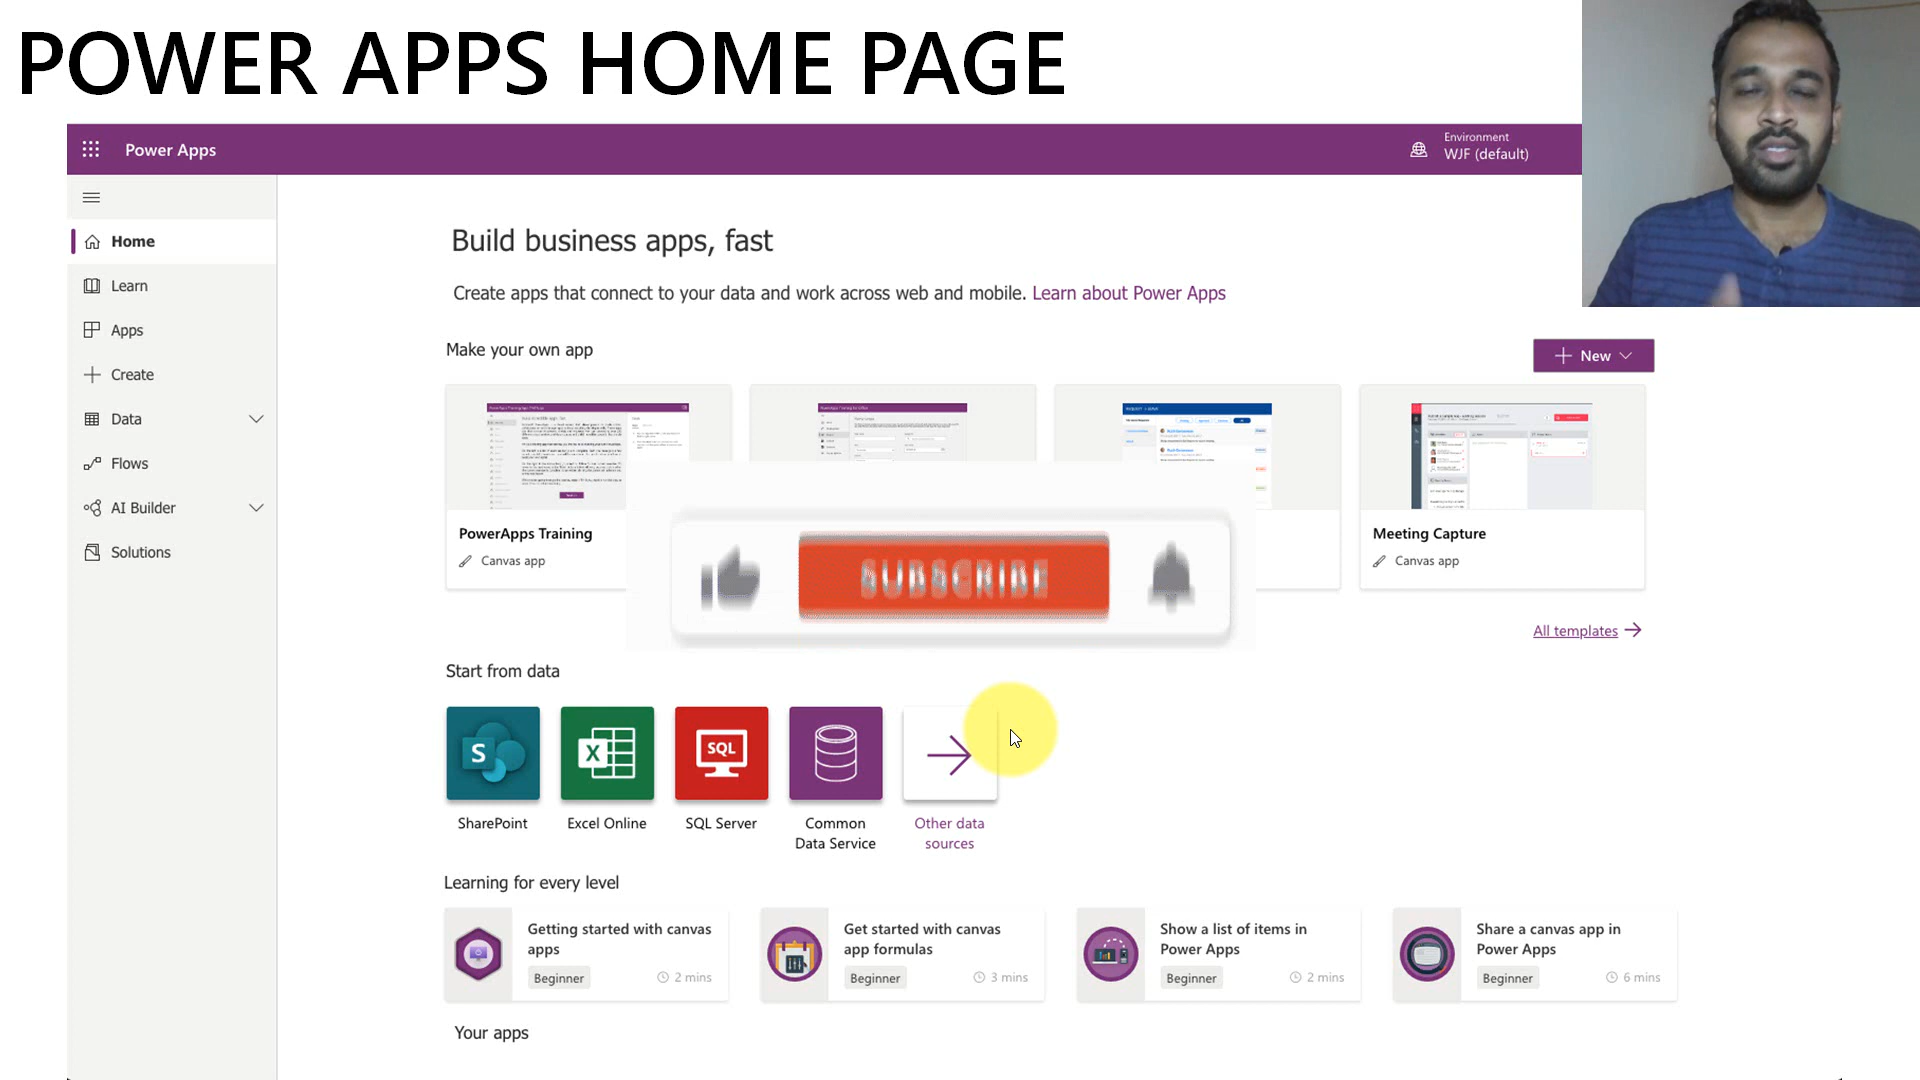 POWER APPS HOME PAGE
Power Apps
Environment
WJF (default)
Home
Learn
Apps
Create
Data
Flows
AI Builder
Solutions
Build business apps, fast
Create apps that connect to your data and work across web and mobile. Learn about Power Apps
Make your own app
New
PowerApps Training
Canvas app
Meeting Capture
Canvas app
SUBSCRIBE
All templates
Start from data
S
X
SQL
SharePoint
Excel Online
SQL Server
Common
Data Service
Other data
sources
Learning for every level
Getting started with canvas
apps
Beginner
2 mins
Get started with canvas
app formulas
Beginner
3 mins
Show a list of items in
Power Apps
Beginner
2 mins
Share a canvas app in
Power Apps
Beginner
6 mins
Your apps